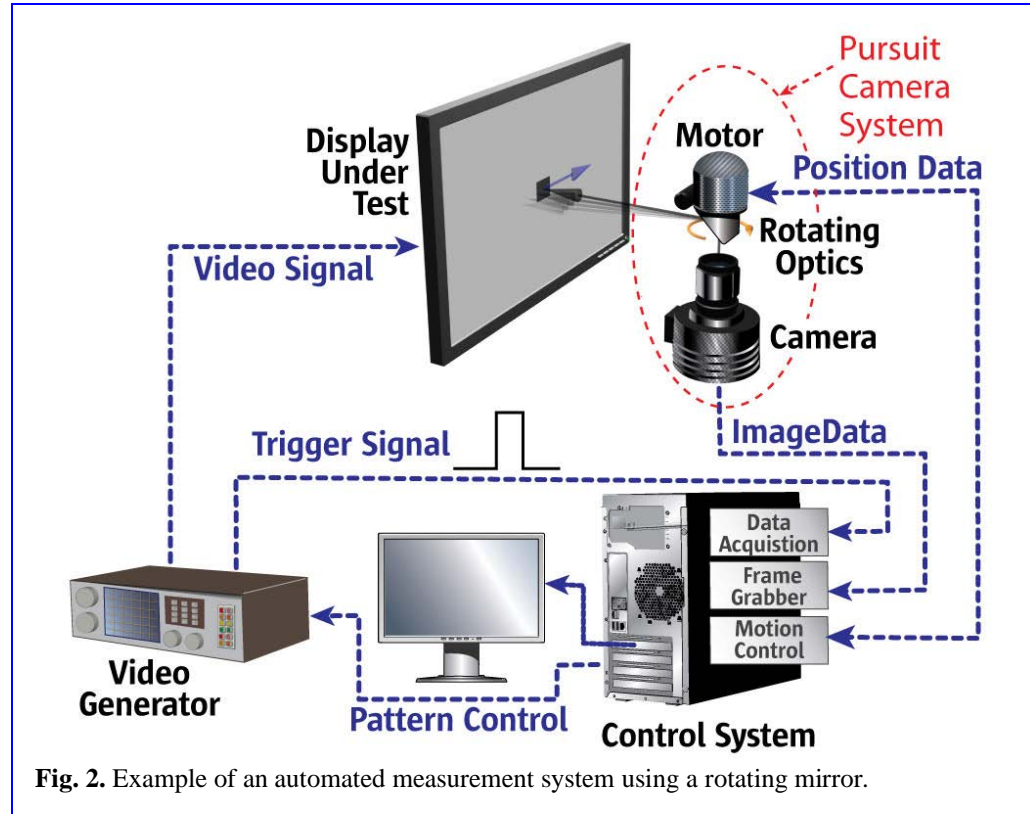 Pursuit
Camera
System
Motor
Display
Under
Test
Position Data
Rotating
Optics
Video Signal
Camera
Trigger Signal
ImageData
Data
Acquistion
Frame
Grabber
Motion
Control
Video
Generator
Pattern Control
Control System
Fig. 2. Example of an automated measurement system using a rotating mirror.